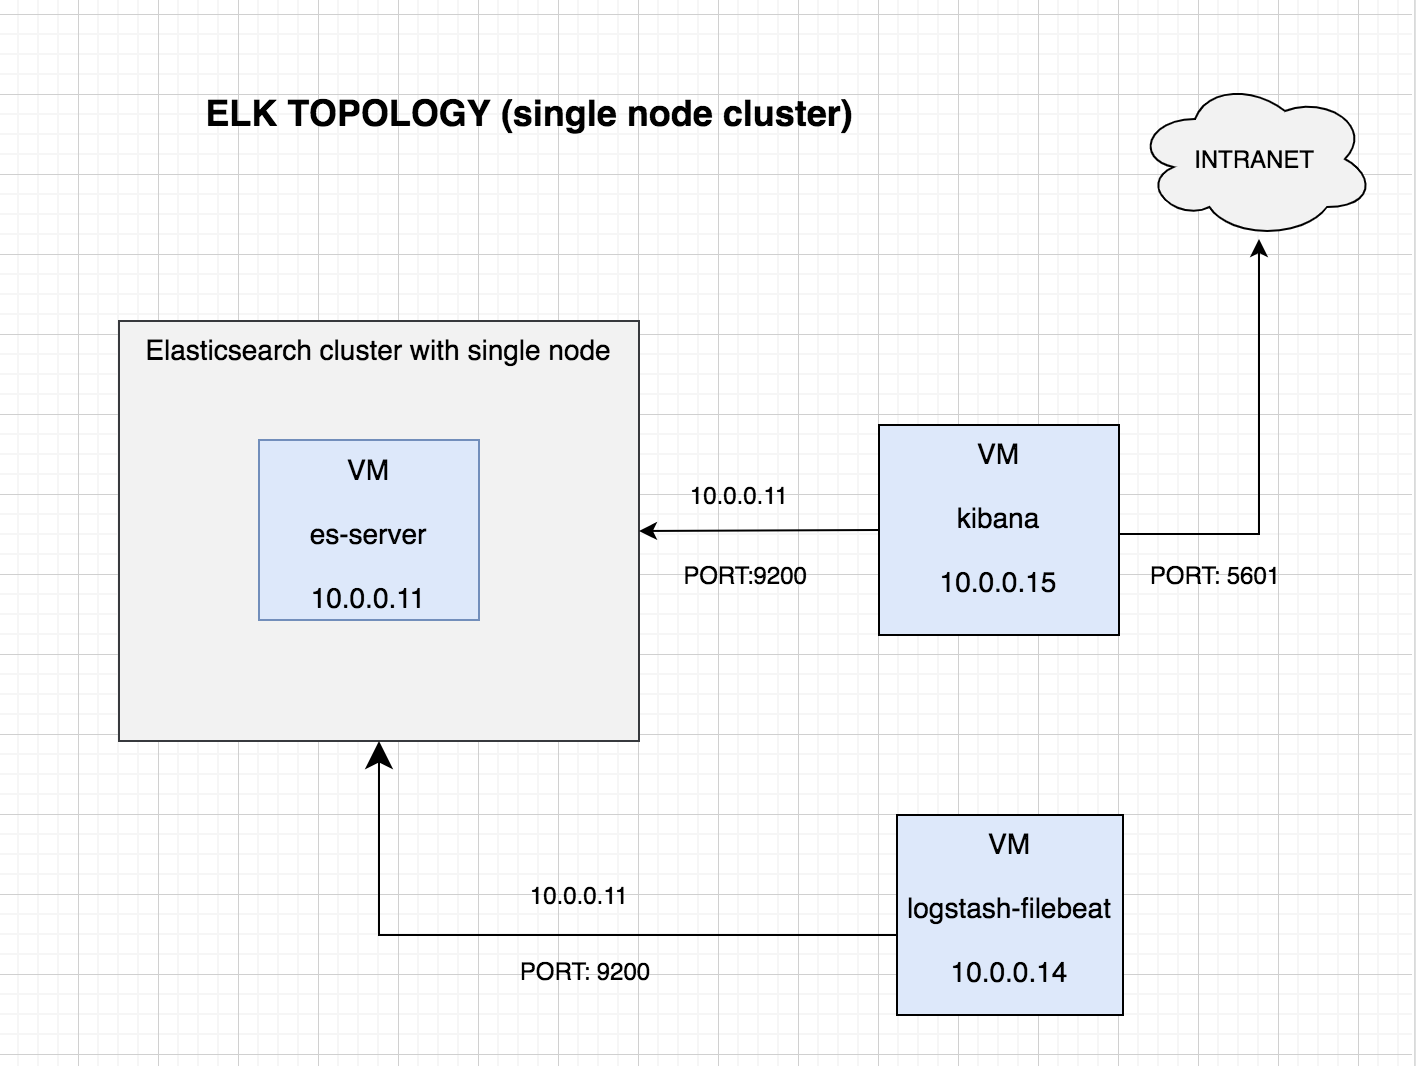 ELK TOPOLOGY (single node cluster)
INTRANET
Elasticsearch cluster with single node
VM
es-server
10.0.0.11
10.0.0.11
PORT:9200
VM
kibana
10.0.0.15
PORT: 5601
10.0.0.11
PORT: 9200
VM
logstash-filebeat
10.0.0.14